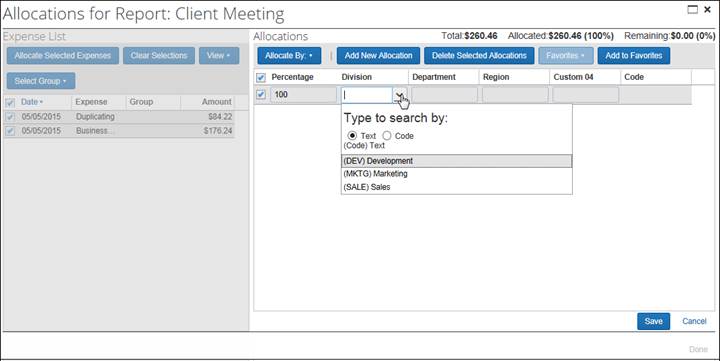 Allocations for Report: Client Meeting
Expense List
Allocate Selected Expenses Clear Selections View
Select Group
Date Expense Group Amount
05/05/2015 Duplicating $84.22
05/05/2015 Business... $176.24
Allocations Total:$260.46 Allocated:$260.46 (100%) Remaining:$0.00 (0%)
Allocate By: Add New Allocation Delete Selected Allocations Favorites Add to Favorites
Percentage Division Department Region Custom 04 Code
100
Type to search by:
Text Code
(Code) Text
(DEV) Development
(MKTG) Marketing
(SALE) Sales
Save Cancel
Done